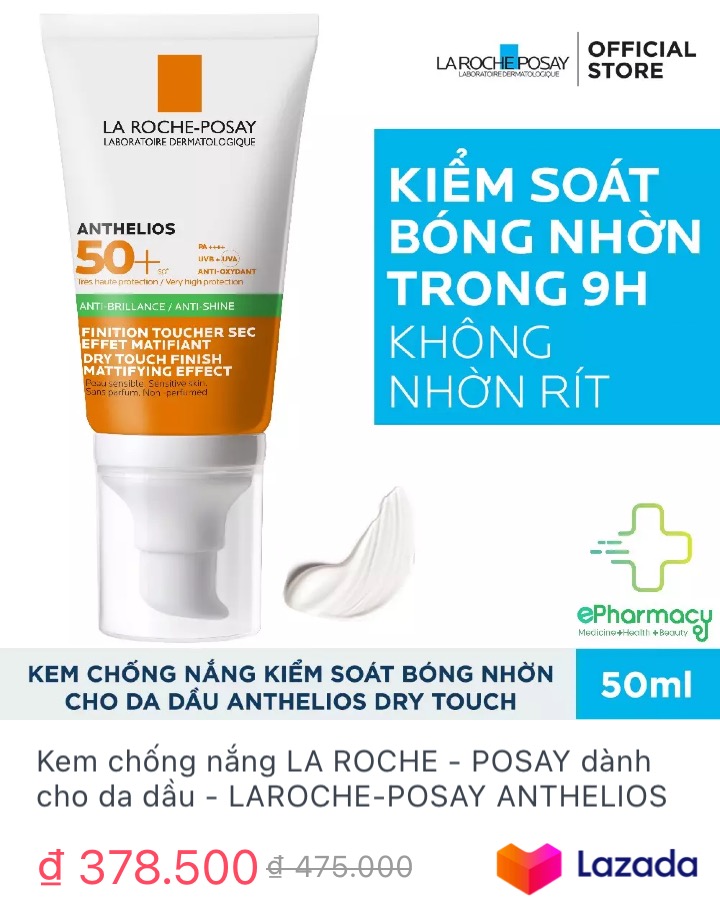 LA ROCHE-POSAY
LABORATOIRE DERMATOLOGIQUE
ANTHELIOS
50+
SPF
PA ++++
UVB + UVA
ANTI-OXYDANT
Très haute protection / Very high protection
ANTI-BRILLANCE / ANTI-SHINE
FINITION TOUCHER SEC
EFFET MATIFIANT
DRY TOUCH FINISH
MATTIFYING EFFECT
Peau sensible. Sensitive skin.
Sans parfum. Non-perfumed
LA ROCHE POSAY
LABORATOIRE DERMATOLOGIQUE
OFFICIAL
STORE
KIỂM SOÁT
BÓNG NHỜN
TRONG 9H
KHÔNG
NHỜN RÍT
ePharmacy
Medicine+Health+Beauty
KEM CHỐNG NẮNG KIỂM SOÁT BÓNG NHỜN
CHO DA DẦU ANTHELIOS DRY TOUCH
50ml
Kem chống nắng LA ROCHE - POSAY dành
cho da dầu - LAROCHE-POSAY ANTHELIOS
₫ 378.500 ₫ 475.000
Lazada